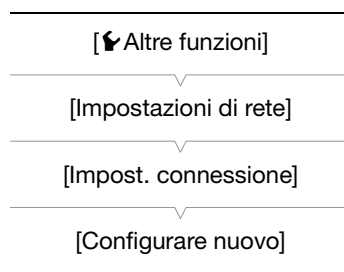 [Altre funzioni]
[Impostazioni di rete]
[Impost. connessione]
[Configurare nuovo]